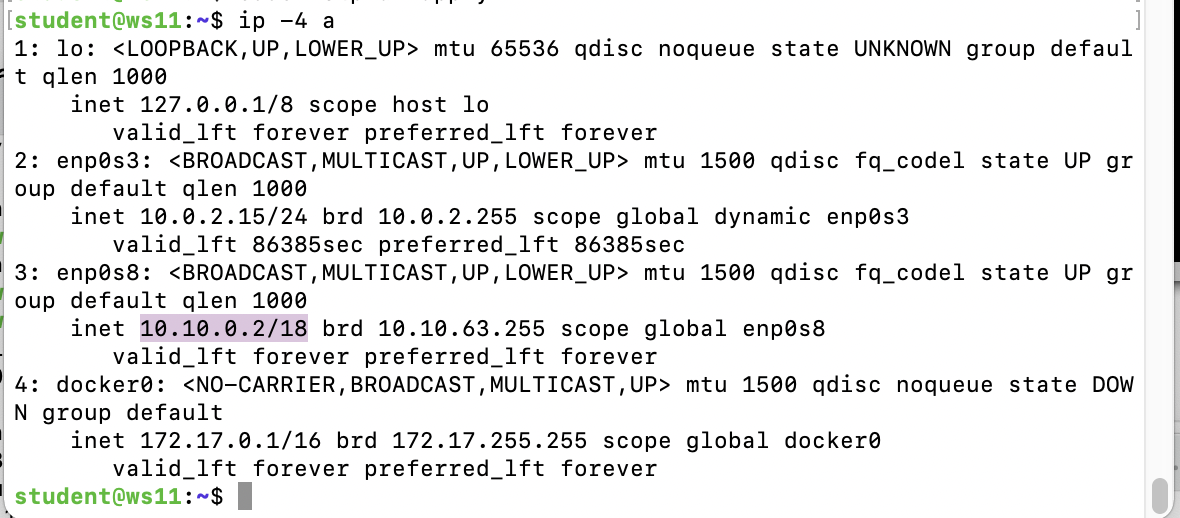 [student@ws11:~$ ip -4 a ]
1: lo: <LOOPBACK,UP,LOWER_UP> mtu 65536 qdisc noqueue state UNKNOWN group defaul
t qlen 1000
    inet 127.0.0.1/8 scope host lo
       valid_lft forever preferred_lft forever
2: enp0s3: <BROADCAST,MULTICAST,UP,LOWER_UP> mtu 1500 qdisc fq_codel state UP gr
oup default qlen 1000
    inet 10.0.2.15/24 brd 10.0.2.255 scope global dynamic enp0s3
       valid_lft 86385sec preferred_lft 86385sec
3: enp0s8: <BROADCAST,MULTICAST,UP,LOWER_UP> mtu 1500 qdisc fq_codel state UP gr
oup default qlen 1000
    inet 10.10.0.2/18 brd 10.10.63.255 scope global enp0s8
       valid_lft forever preferred_lft forever
4: docker0: <NO-CARRIER,BROADCAST,MULTICAST,UP> mtu 1500 qdisc noqueue state DOW
N group default
    inet 172.17.0.1/16 brd 172.17.255.255 scope global docker0
       valid_lft forever preferred_lft forever
student@ws11:~$